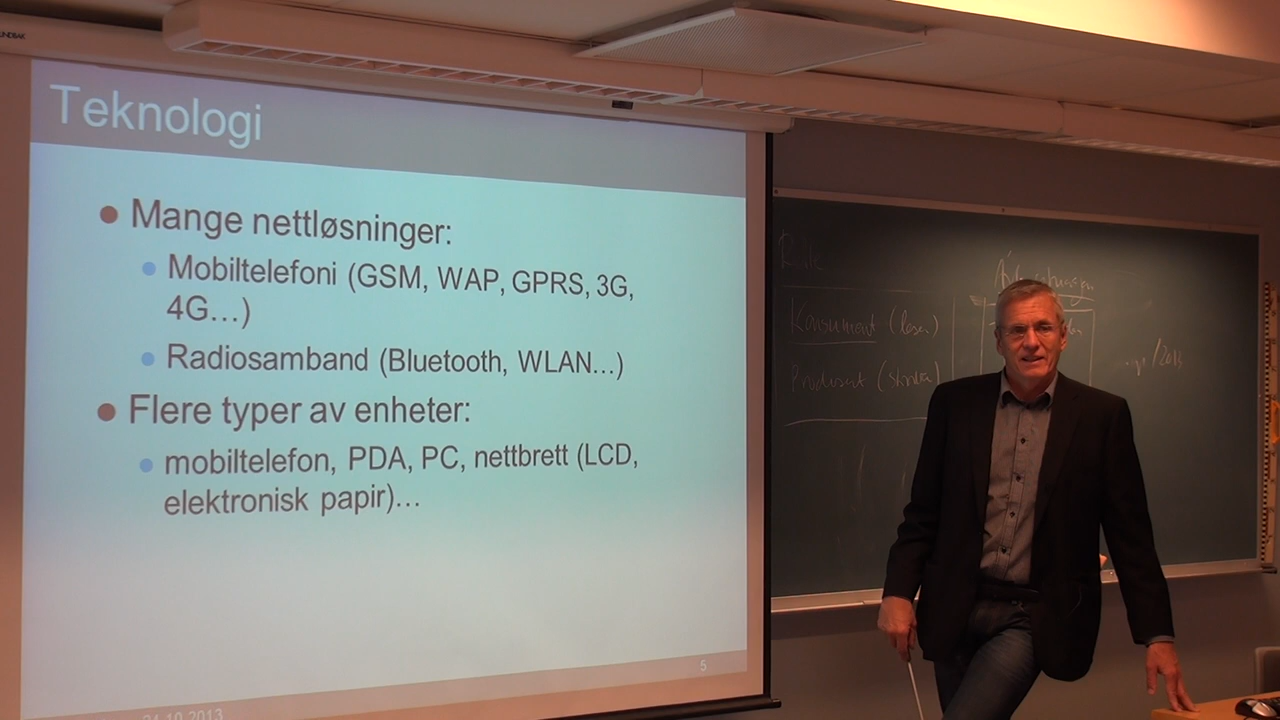 Teknologi
Mange nettløsninger:
Mobiltelefoni (GSM, WAP, GPRS, 3G,
4G...)
Radiosamband (Bluetooth, WLAN...)
Flere typer av enheter:
mobiltelefon, PDA, PC, nettbrett (LCD,
elektronisk papir)...
5
24.10.2013
Konsument (leser)
Produsent